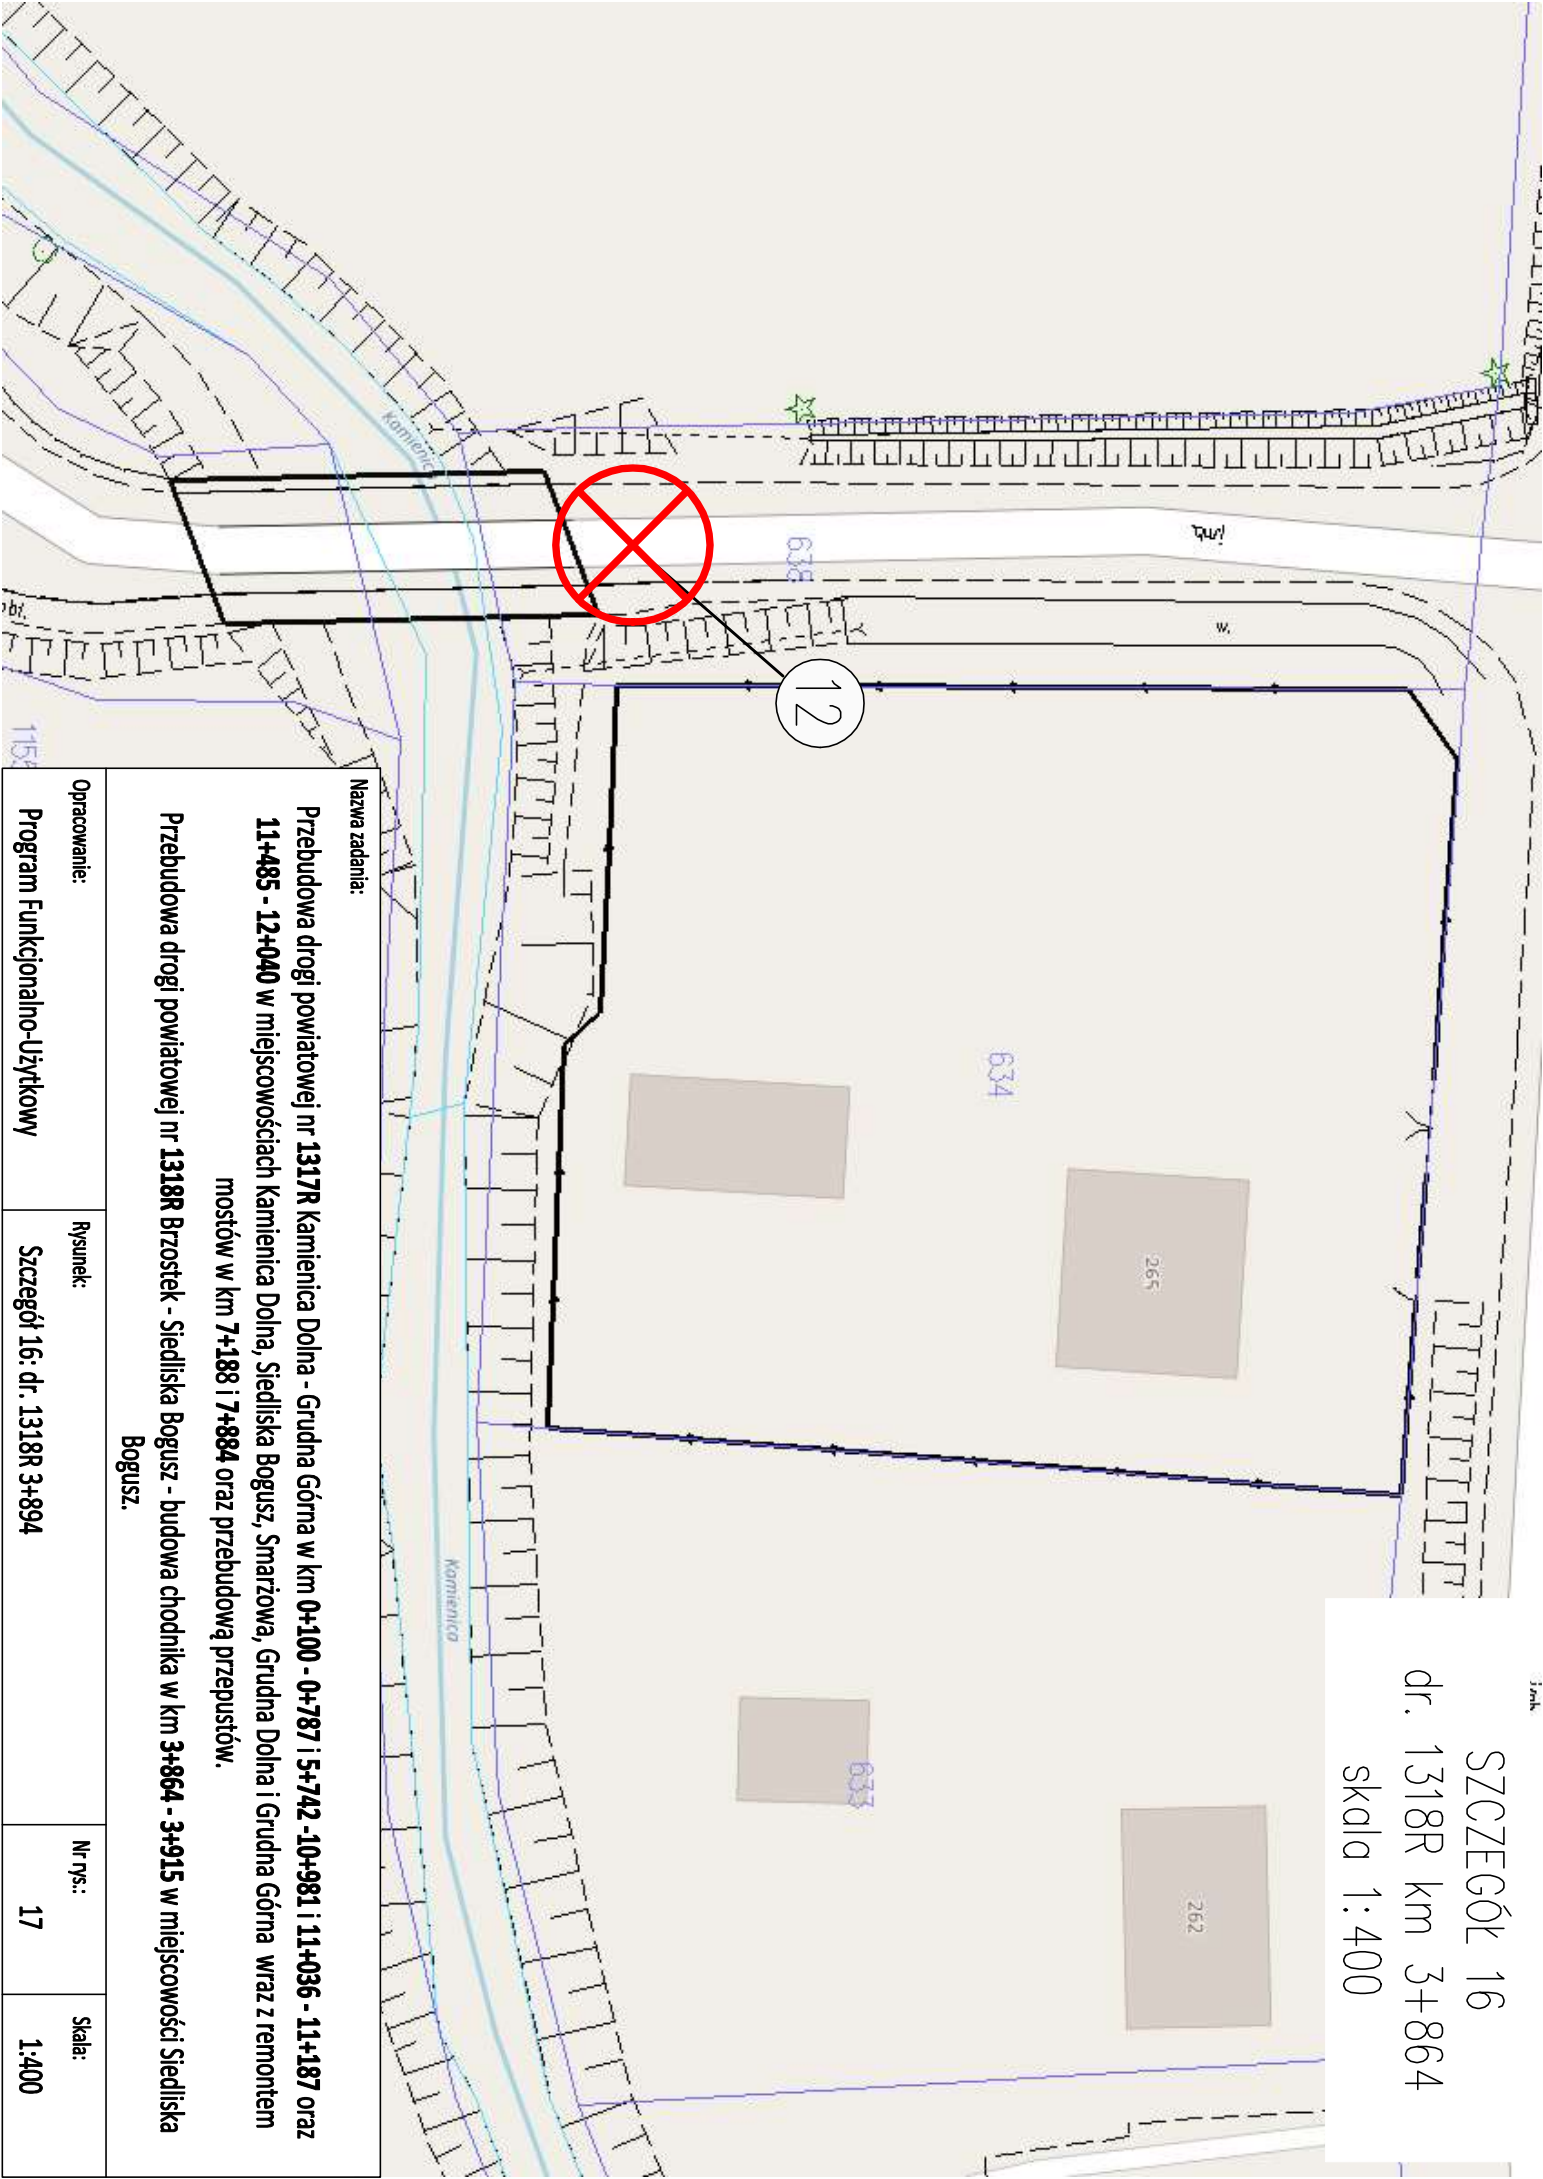 SZCZEGÓŁ 16
dr. 1318R km 3+864
skala 1:400
inż.
w.
638
12
634
265
633
262
Kamienica
Kamienica
Nazwa zadania:
Przebudowa drogi powiatowej nr 1317R Kamienica Dolna - Grudna Górna w km 0+100 - 0+787 i 5+742 -10+981 i 11+036 - 11+187 oraz
11+485 - 12+040 w miejscowościach Kamienica Dolna, Siedliska Bogusz, Smarżowa, Grudna Dolna i Grudna Górna wraz z remontem
mostów w km 7+188 i 7+884 oraz przebudową przepustów.
Przebudowa drogi powiatowej nr 1318R Brzostek - Siedliska Bogusz - budowa chodnika w km 3+864 - 3+915 w miejscowości Siedliska
Bogusz.
Opracowanie:
Program Funkcjonalno-Użytkowy
Rysunek:
Szczegół 16: dr. 1318R 3+894
Nr rys.:
17
Skala:
1:400